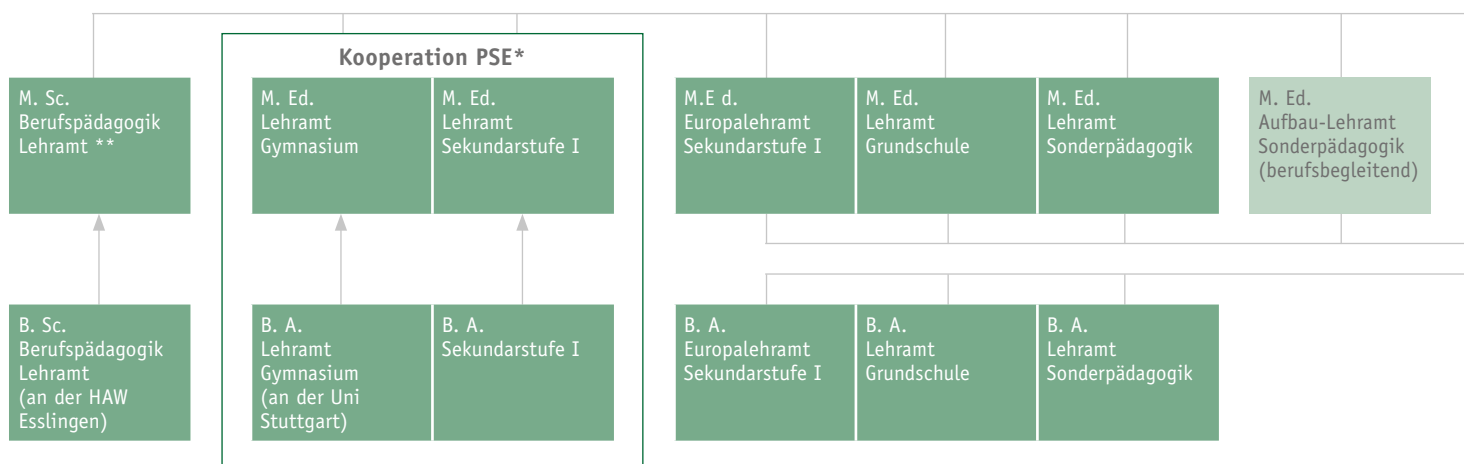 Kooperation PSE*
M. Sc.
Berufspädagogik
Lehramt **
M. Ed.
Lehramt
Gymnasium
M. Ed.
Lehramt
Sekundarstufe I
M.E d.
Europalehramt
Sekundarstufe I
M. Ed.
Lehramt
Grundschule
M. Ed.
Lehramt
Sonderpädagogik
M. Ed.
Aufbau-Lehramt
Sonderpädagogik
(berufsbegleitend)
B. Sc.
Berufspädagogik
Lehramt
(an der HAW
Esslingen)
B. A.
Lehramt
Gymnasium
(an der Uni
Stuttgart)
B. A.
Sekundarstufe I
B. A.
Europalehramt
Sekundarstufe I
B. A.
Lehramt
Grundschule
B. A.
Lehramt
Sonderpädagogik